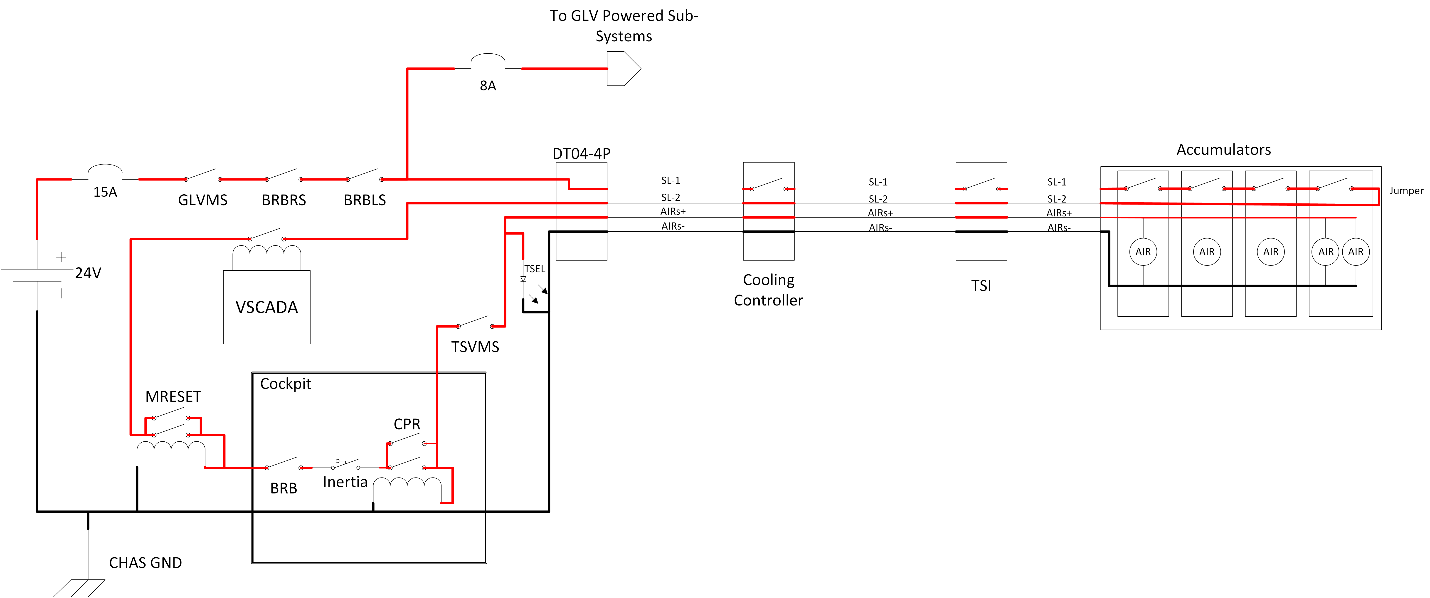 To GLV Powered Sub-
Systems
8A
DT04-4P
Accumulators
15A
GLVMS
BRBRS
BRBLS
SL-1
SL-1
SL-1
Jumper
SL-2
SL-2
SL-2
AIRs+
AIRs+
AIRs+
AIRs-
AIRs-
AIRs-
24V
TSEL
AIR
AIR
AIR
AIR
AIR
VSCADA
Cooling
Controller
TSI
TSVMS
Cockpit
MRESET
CPR
BRB
Inertia
CHAS GND